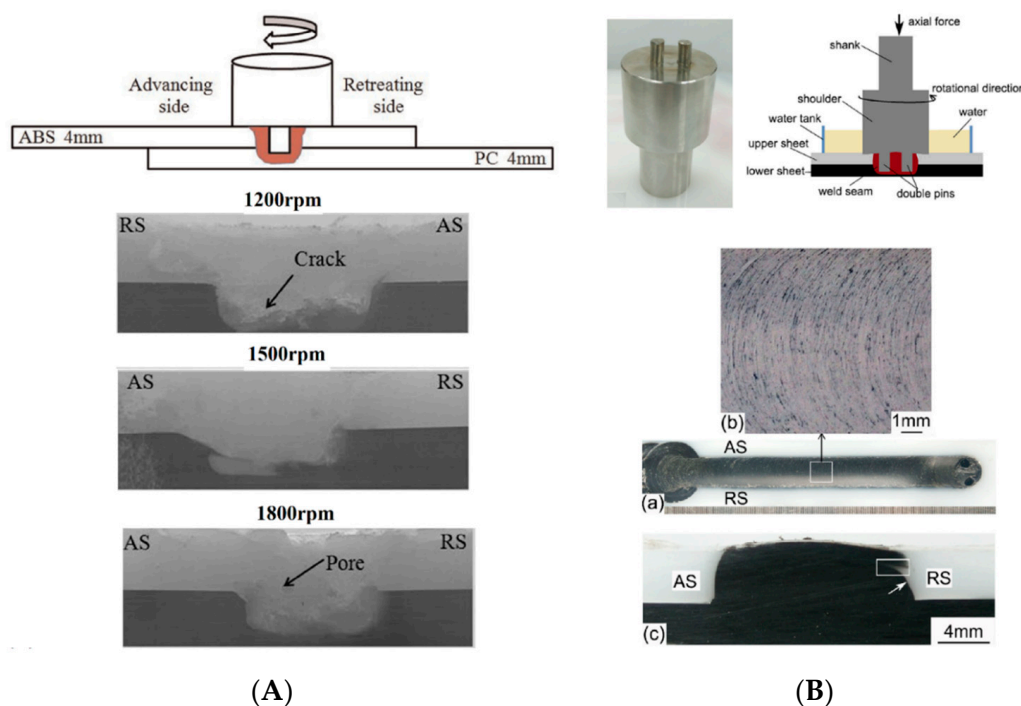 Advancing
side
Retreating
side
ABS 4mm
PC 4mm
1200rpm
RS
AS
Crack
1500rpm
AS
RS
1800rpm
AS
RS
Pore
(A)
axial force
shank
rotational direction
shoulder
water tank
water
upper sheet
lower sheet
weld seam
double pins
(b)
1mm
AS
(a)
RS
AS
RS
(c)
4mm
(B)